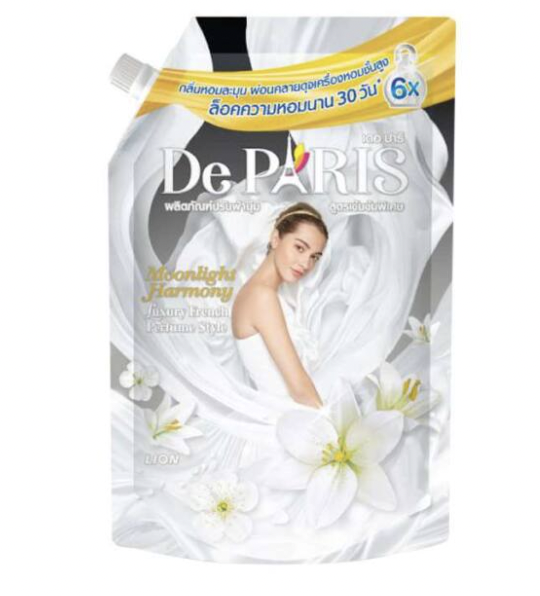 กลิ่นหอมละมุน ผ่อนคลายดุจเครื่องหอมชั้นสูง
ล็อคความหอมนาน 30 วัน*
6x
เดอ ปารี
De PARIS
ผลิตภัณฑ์ปรับผ้านุ่ม
สูตรเข้มข้นพิเศษ
Moonlight
Harmony
Luxury French
Perfume Style
LION